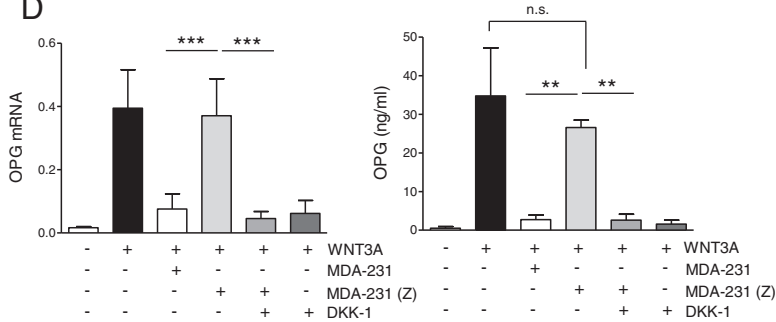 D
n.s.
0.6
0.4
0.2
0.0
OPG mRNA
*** ***
50
40
30
20
10
0
OPG (ng/ml)
** **
- + + + + + WNT3A
- - + - - - MDA-231
- - - + + - MDA-231 (Z)
- - - - + + DKK-1
- + + + + + WNT3A
- - + - - - MDA-231
- - - + + - MDA-231 (Z)
- - - - + + DKK-1